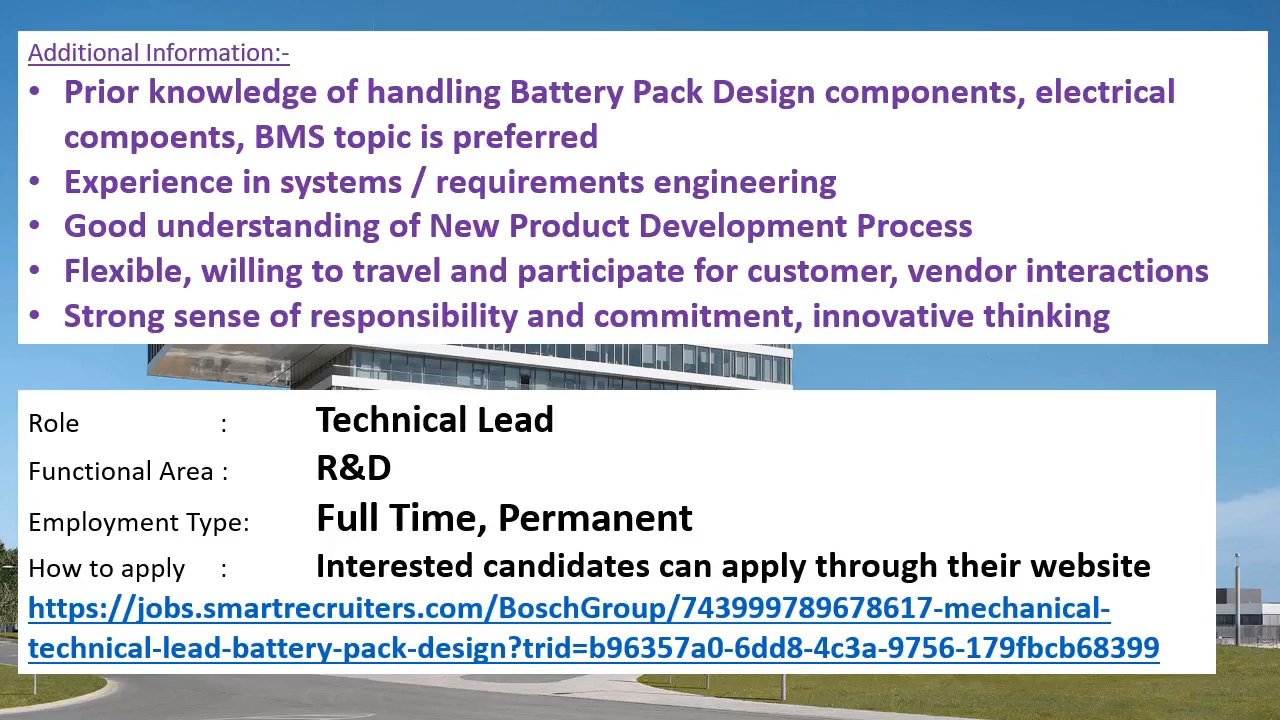 Additional Information:-
• Prior knowledge of handling Battery Pack Design components, electrical
compoents, BMS topic is preferred
• Experience in systems / requirements engineering
• Good understanding of New Product Development Process
• Flexible, willing to travel and participate for customer, vendor interactions
• Strong sense of responsibility and commitment, innovative thinking
Role : Technical Lead
Functional Area : R&D
Employment Type: Full Time, Permanent
How to apply : Interested candidates can apply through their website
https://jobs.smartrecruiters.com/BoschGroup/743999789678617-mechanical-
technical-lead-battery-pack-design?trid=b96357a0-6dd8-4c3a-9756-179fbcb68399